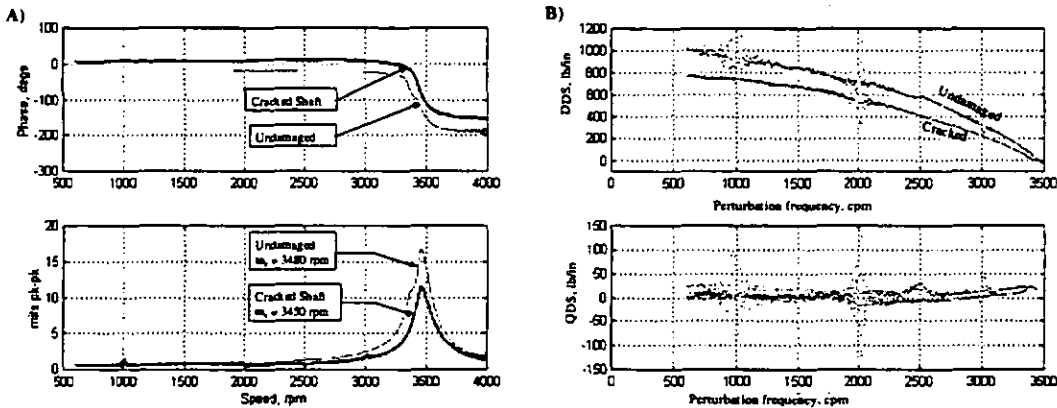 A)
100
0
-100
-200
-300
Phase, degs
Cracked Shaft
Undamaged
500 1000 1500 2000 2500 3000 3500 4000
20
15
10
5
0
mils pk-pk
Undamaged
= 3480 rpm
Cracked Shaft
= 3450 rpm
500 1000 1500 2000 2500 3000 3500 4000
Speed, rpm
B)
1200
1000
800
600
400
200
0
DDS, lb/in
Undamaged
Cracked
0 500 1000 1500 2000 2500 3000 3500
Perturbation frequency, cpm
150
100
50
0
-50
-100
-150
QDS, lb/in
0 500 1000 1500 2000 2500 3000 3500
Perturbation frequency, cpm